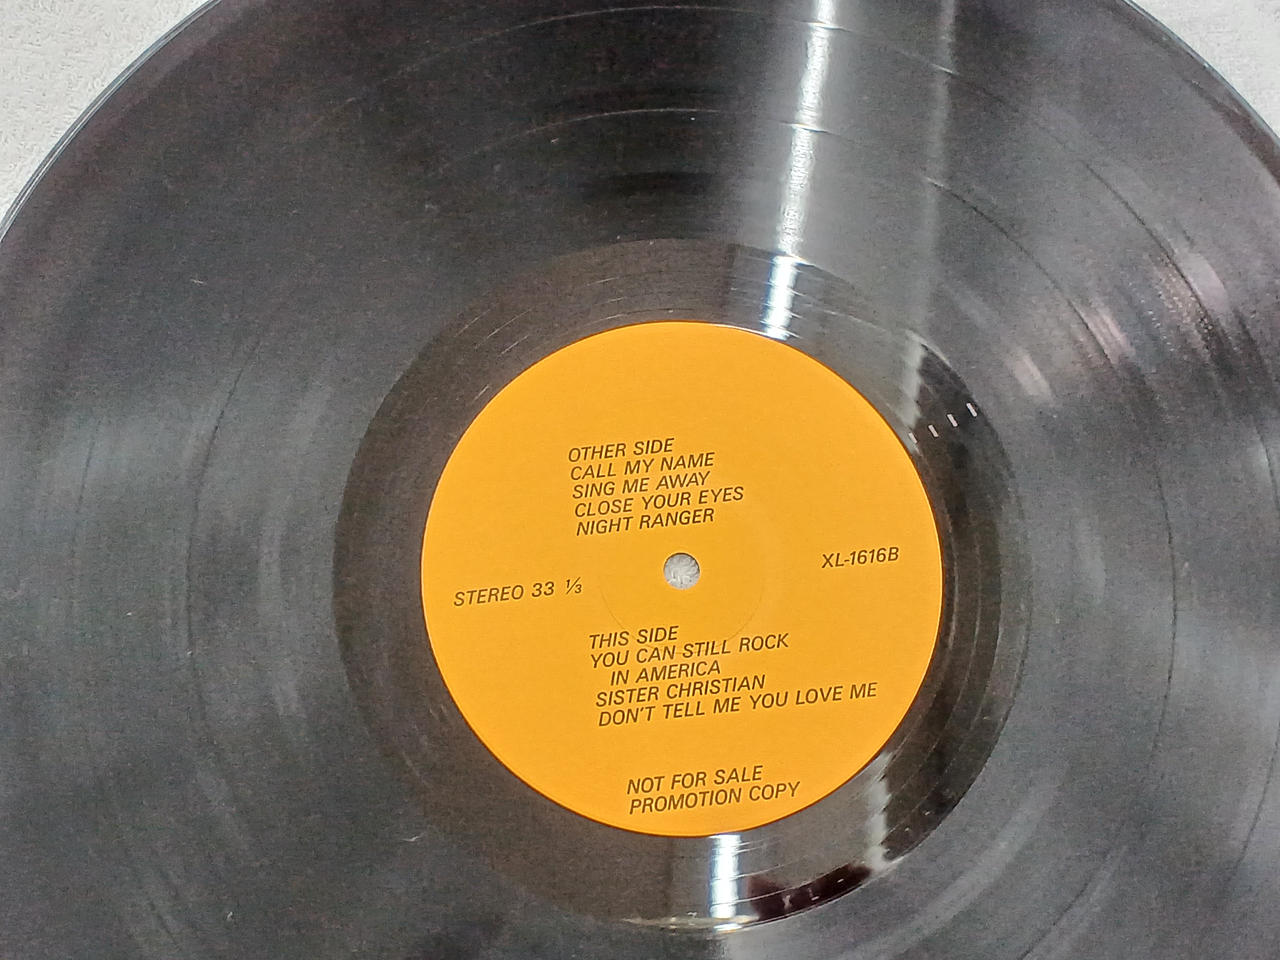 OTHER SIDE
CALL MY NAME
SING ME AWAY
CLOSE YOUR EYES
NIGHT RANGER
XL-1616B
STEREO 33 ⅓
THIS SIDE
YOU CAN STILL ROCK
IN AMERICA
SISTER CHRISTIAN
DON'T TELL ME YOU LOVE ME
NOT FOR SALE
PROMOTION COPY